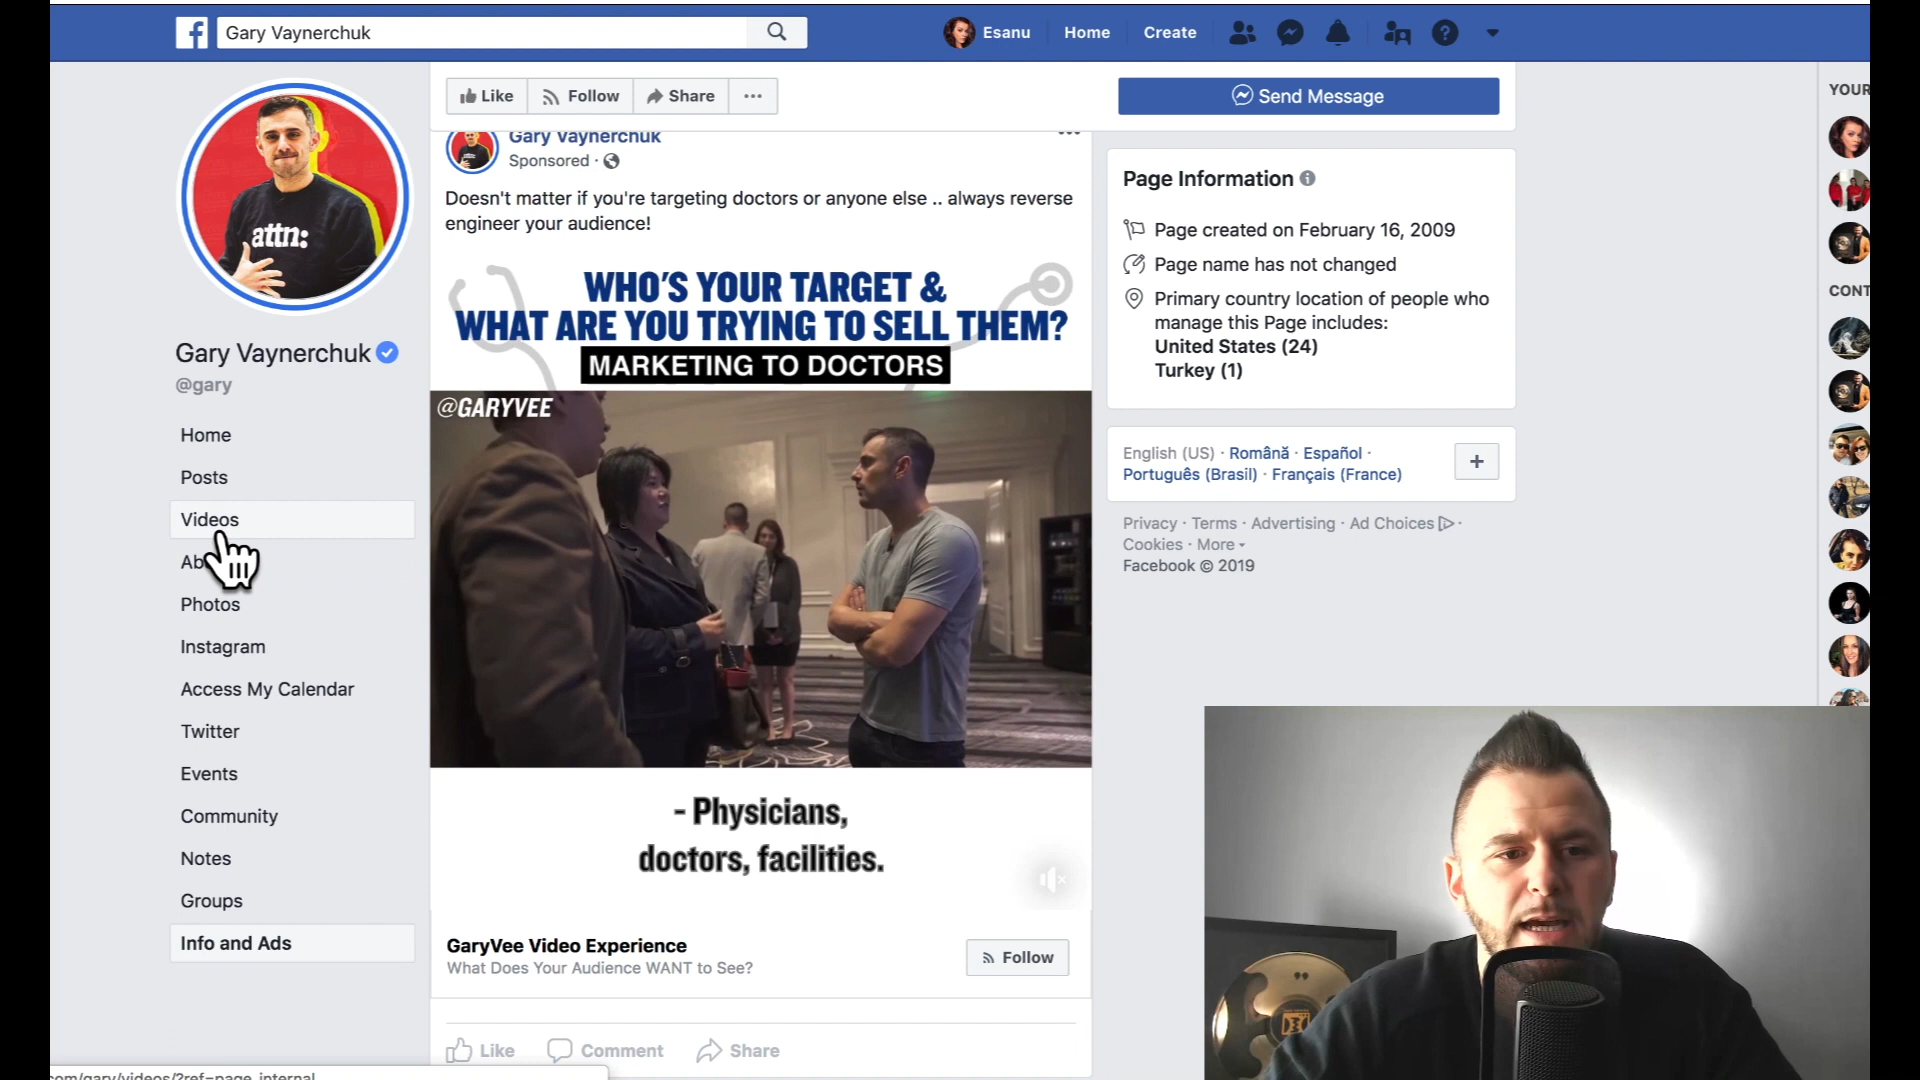 Gary Vaynerchuk
Esanu
Home
Create
Like
Follow
Share
Send Message
YOUR
Gary Vaynerchuk
Sponsored ·
Doesn't matter if you're targeting doctors or anyone else .. always reverse
engineer your audience!
WHO'S YOUR TARGET &
WHAT ARE YOU TRYING TO SELL THEM?
MARKETING TO DOCTORS
@GARYVEE
attn:
- Physicians,
doctors, facilities.
GaryVee Video Experience
What Does Your Audience WANT to See?
Follow
Like
Comment
Share
Gary Vaynerchuk
@gary
Home
Posts
Videos
Ab
Photos
Instagram
Access My Calendar
Twitter
Events
Community
Notes
Groups
Info and Ads
Page Information
Page created on February 16, 2009
Page name has not changed
Primary country location of people who
manage this Page includes:
United States (24)
Turkey (1)
English (US) · Română · Español ·
Português (Brasil) · Français (France)
Privacy · Terms · Advertising · Ad Choices ·
Cookies · More
Facebook © 2019
CONT
com/gary/videos/?ref=page_internal